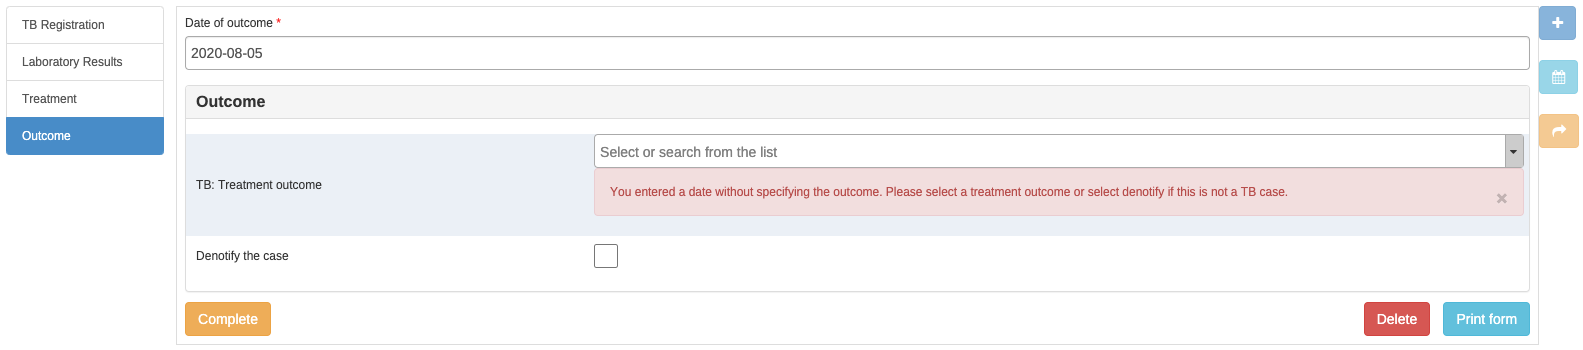 TB Registration
Laboratory Results
Treatment
Outcome
Date of outcome *
2020-08-05
Outcome
TB: Treatment outcome
Select or search from the list
You entered a date without specifying the outcome. Please select a treatment outcome or select denotify if this is not a TB case.
Denotify the case
Complete
Delete
Print form